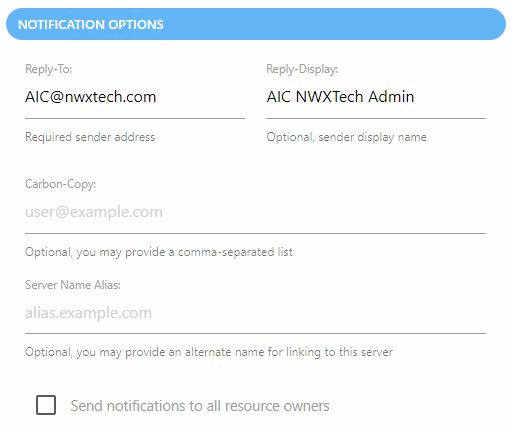 NOTIFICATION OPTIONS
Reply-To:
AIC@nwxtech.com
Required sender address
Reply-Display:
AIC NWXTech Admin
Optional, sender display name
Carbon-Copy:
user@example.com
Optional, you may provide a comma-separated list
Server Name Alias:
alias.example.com
Optional, you may provide an alternate name for linking to this server
Send notifications to all resource owners